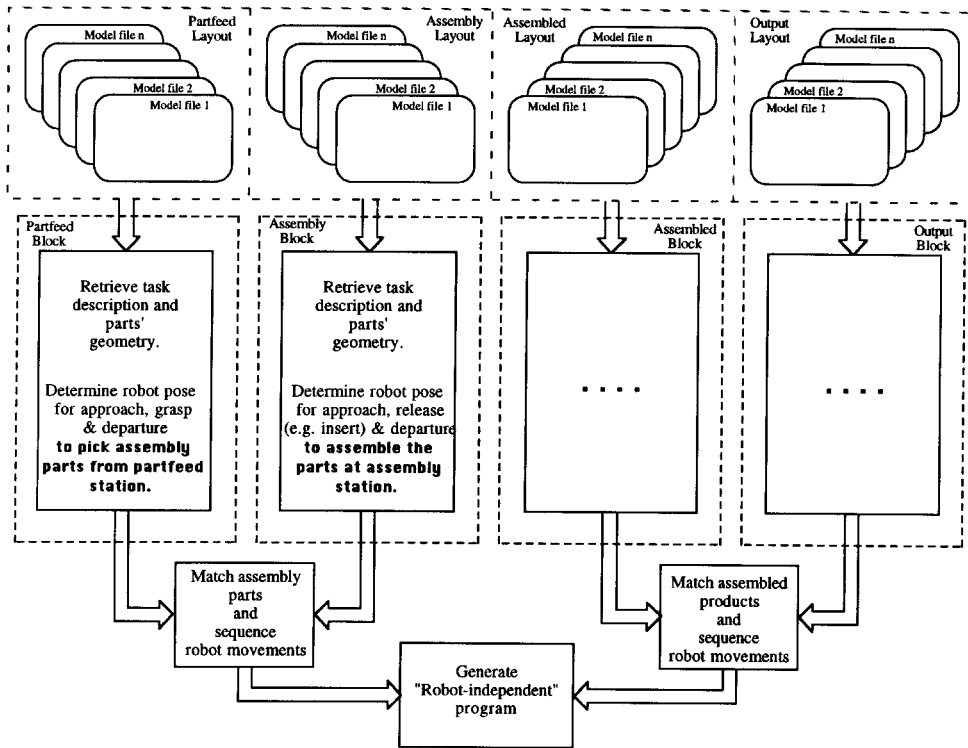 Partfeed
Layout
Model file n
Model file 2
Model file 1
Assembly
Layout
Model file n
Model file 2
Model file 1
Assembled
Layout
Model file n
Model file 2
Model file 1
Output
Layout
Model file n
Model file 2
Model file 1
Partfeed
Block
Retrieve task
description and
parts'
geometry.
Determine robot pose
for approach, grasp
& departure
to pick assembly
parts from partfeed
station.
Assembly
Block
Retrieve task
description and
parts'
geometry.
Determine robot pose
for approach, release
(e.g. insert) & departure
to assemble the
parts at assembly
station.
Assembled
Block
. . . .
Output
Block
. . . .
Match assembly
parts
and
sequence
robot movements
Match assembled
products
and
sequence
robot movements
Generate
"Robot-independent"
program